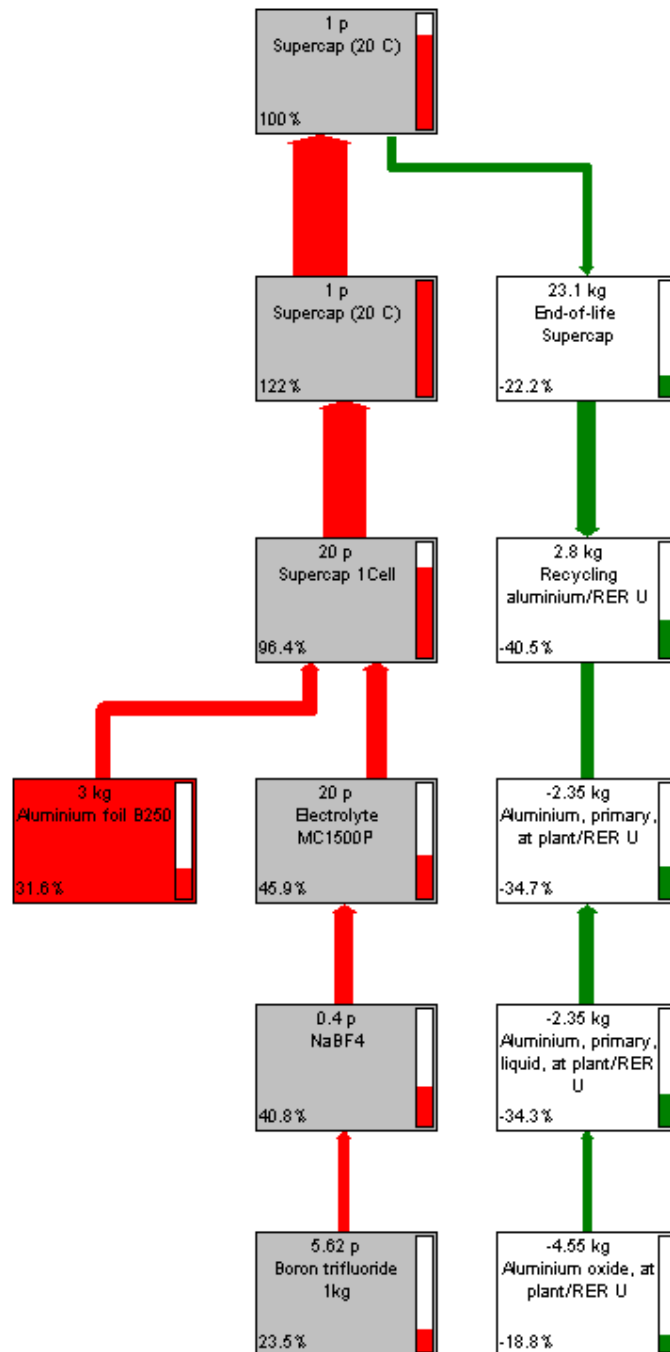 1 p
Supercap (20 C)
100%
1 p
Supercap (20 C)
122%
23.1 kg
End-of-life
Supercap
-22.2%
20 p
Supercap 1Cell
96.4%
2.8 kg
Recycling
aluminium/RER U
-40.5%
3 kg
Aluminium foil B250
31.6%
20 p
Electrolyte
MC1500P
45.9%
-2.35 kg
Aluminium, primary,
at plant/RER U
-34.7%
0.4 p
NaBF4
40.8%
-2.35 kg
Aluminium, primary,
liquid, at plant/RER
U
-34.3%
5.62 p
Boron trifluoride
1kg
23.5%
-4.55 kg
Aluminium oxide, at
plant/RER U
-18.8%